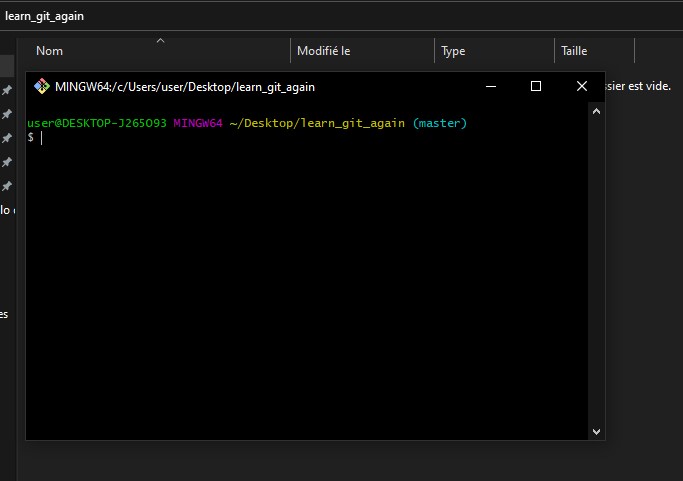 learn_git_again
Nom Modifié le Type Taille
ssier est vide.
MINGW64:/c/Users/user/Desktop/learn_git_again
user@DESKTOP-J265O93 MINGW64 ~/Desktop/learn_git_again (master)
$
lo
es